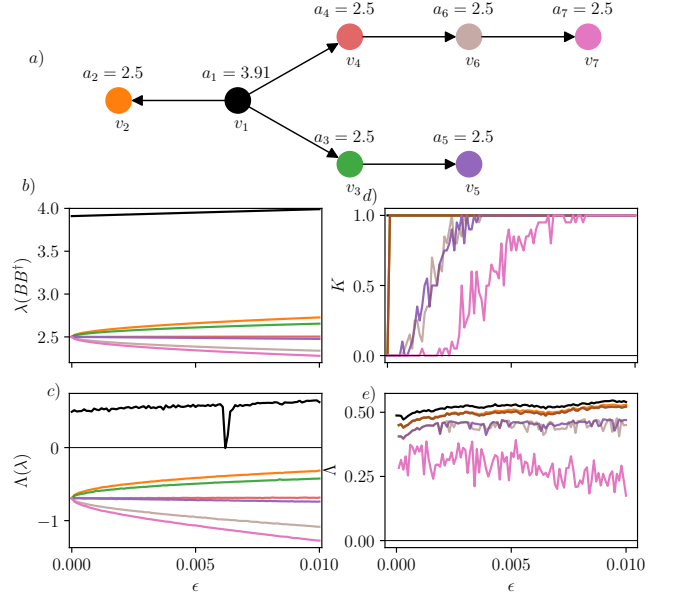 a)
a₄ = 2.5 a₆ = 2.5 a₇ = 2.5
v₄ v₆ v₇
a₂ = 2.5 a₁ = 3.91
v₂ v₁
a₃ = 2.5 a₅ = 2.5
v₃ v₅
b)
4.0
3.5
3.0
2.5
λ(BB†)
d)
1.0
0.5
0.0
K
c)
0
−1
Λ(λ)
0.000 0.005 0.010
ϵ
e)
0.50
0.25
0.00
Λ
0.000 0.005 0.010
ϵ